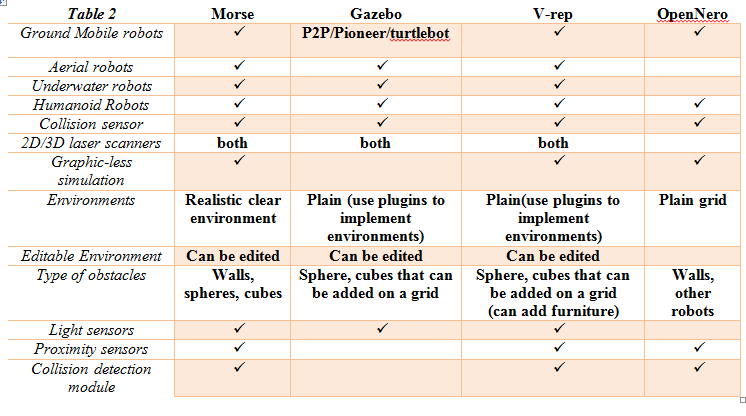 Table 2 Morse Gazebo V-rep OpenNero
Ground Mobile robots ✓ P2P/Pioneer/turtlebot ✓ ✓
Aerial robots ✓ ✓ ✓
Underwater robots ✓ ✓ ✓
Humanoid Robots ✓ ✓ ✓ ✓
Collision sensor ✓ ✓ ✓ ✓
2D/3D laser scanners both both both
Graphic-less ✓ ✓ ✓
simulation
Environments Realistic clear Plain (use plugins to Plain(use plugins to Plain grid
environment implement implement
environments) environments)
Editable Environment Can be edited Can be edited Can be edited
Type of obstacles Walls, Sphere, cubes that can Sphere, cubes that can Walls,
spheres, cubes be added on a grid be added on a grid other
(can add furniture) robots
Light sensors ✓ ✓ ✓
Proximity sensors ✓ ✓ ✓
Collision detection ✓ ✓ ✓
module